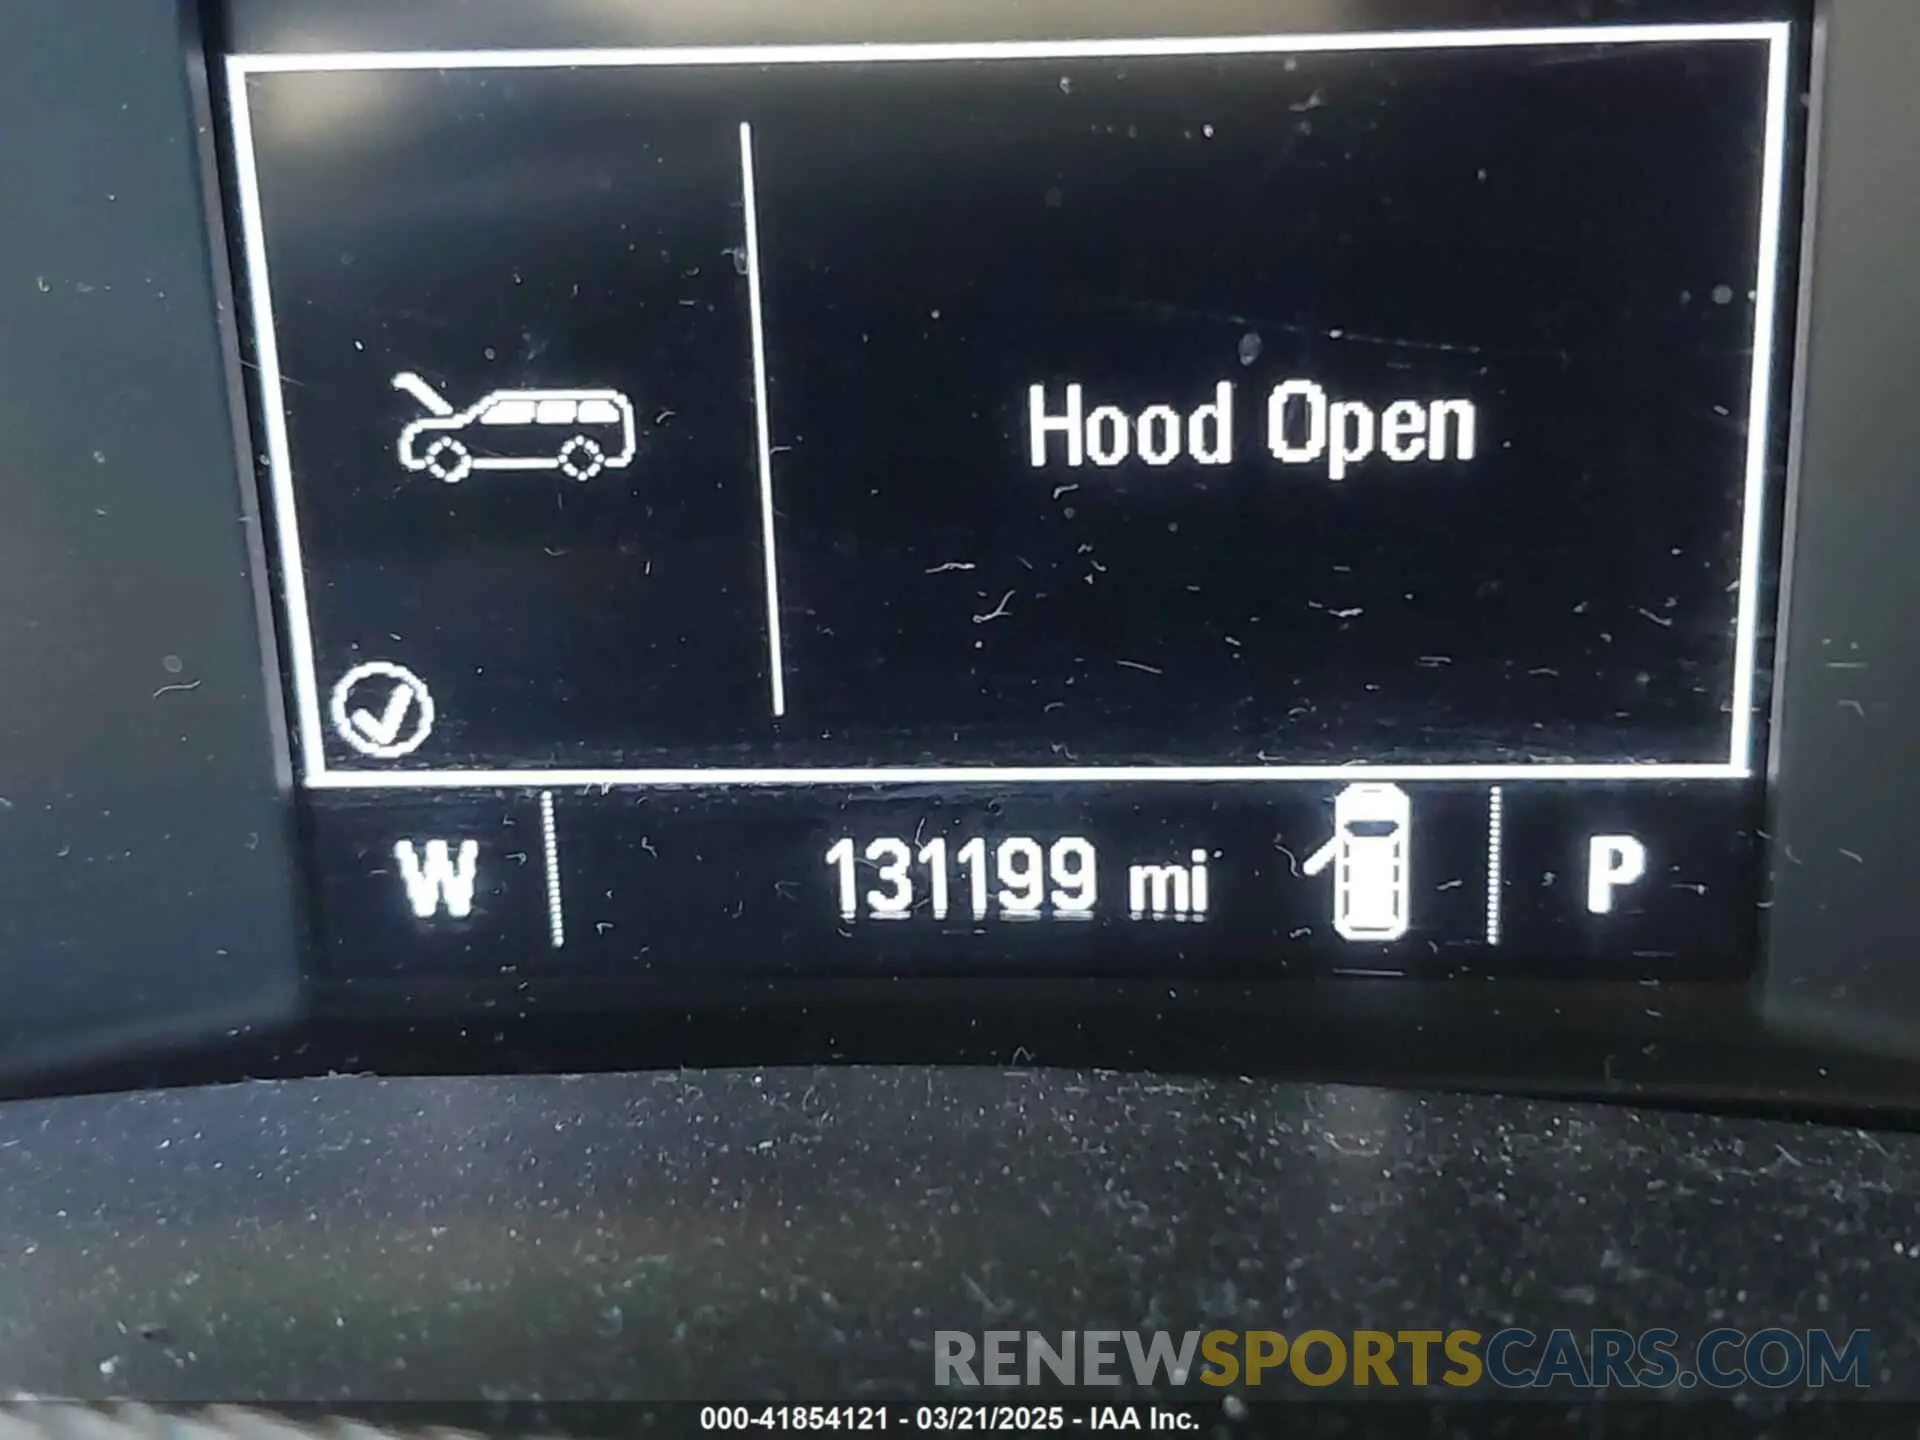 Hood Open
W 131199 mi P
RENEWSPORTSCARS.COM
000-41854121 - 03/21/2025 - IAA Inc.